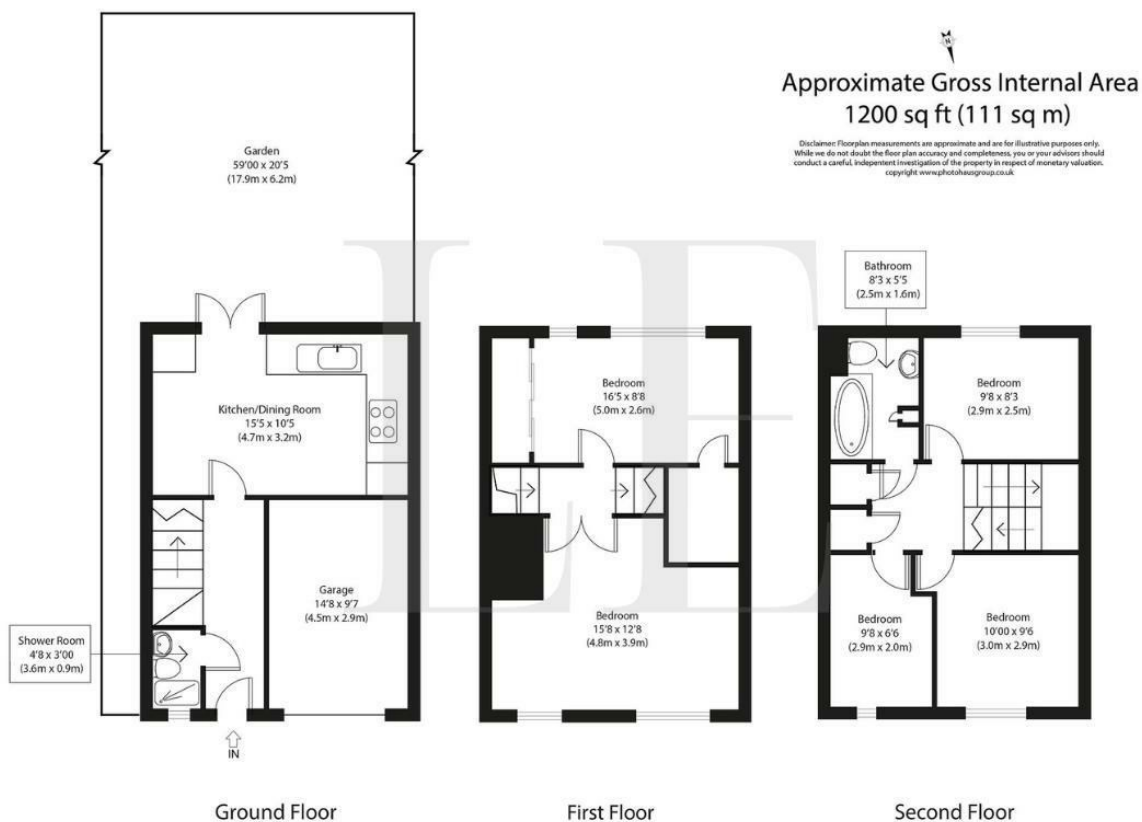 N
Approximate Gross Internal Area
1200 sq ft (111 sq m)
Disclaimer: Floorplan measurements are approximate and are for illustrative purposes only.
While we do not doubt the floor plan accuracy and completeness, you or your advisors should
conduct a careful, independent investigation of the property in respect of monetary valuation.
copyright www.photohausgroup.co.uk
Garden
59'00 x 20'5
(17.9m x 6.2m)
Kitchen/Dining Room
15'5 x 10'5
(4.7m x 3.2m)
Garage
14'8 x 9'7
(4.5m x 2.9m)
Shower Room
4'8 x 3'00
(3.6m x 0.9m)
IN
Ground Floor
LE
Bedroom
16'5 x 8'8
(5.0m x 2.6m)
Bedroom
15'8 x 12'8
(4.8m x 3.9m)
First Floor
Bathroom
8'3 x 5'5
(2.5m x 1.6m)
Bedroom
9'8 x 8'3
(2.9m x 2.5m)
Bedroom
9'8 x 6'6
(2.9m x 2.0m)
Bedroom
10'00 x 9'6
(3.0m x 2.9m)
Second Floor